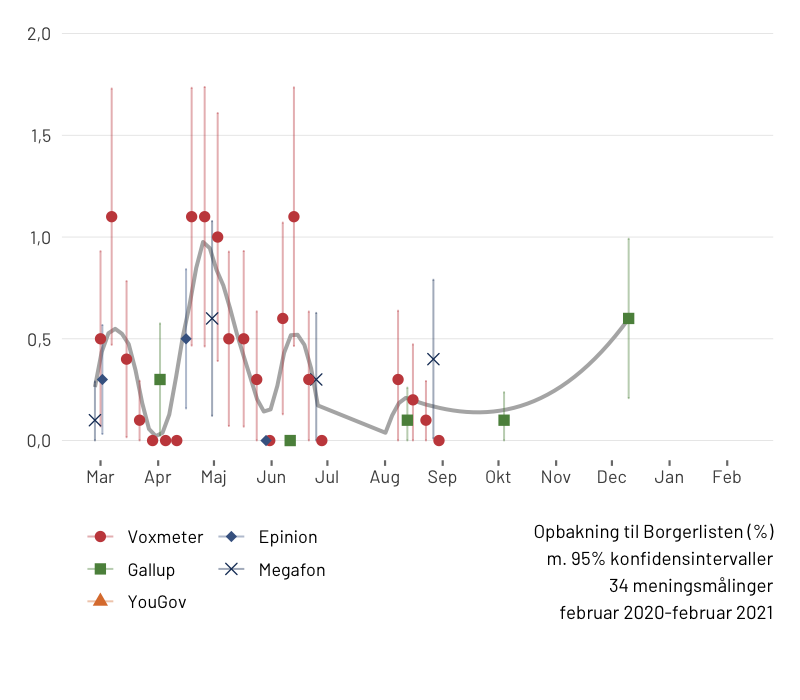 2,0
1,5
1,0
0,5
0,0
Mar Apr Maj Jun Jul Aug Sep Okt Nov Dec Jan Feb
Voxmeter Epinion
Gallup Megafon
YouGov
Opbakning til Borgerlisten (%)
m. 95% konfidensintervaller
34 meningsmålinger
februar 2020-februar 2021